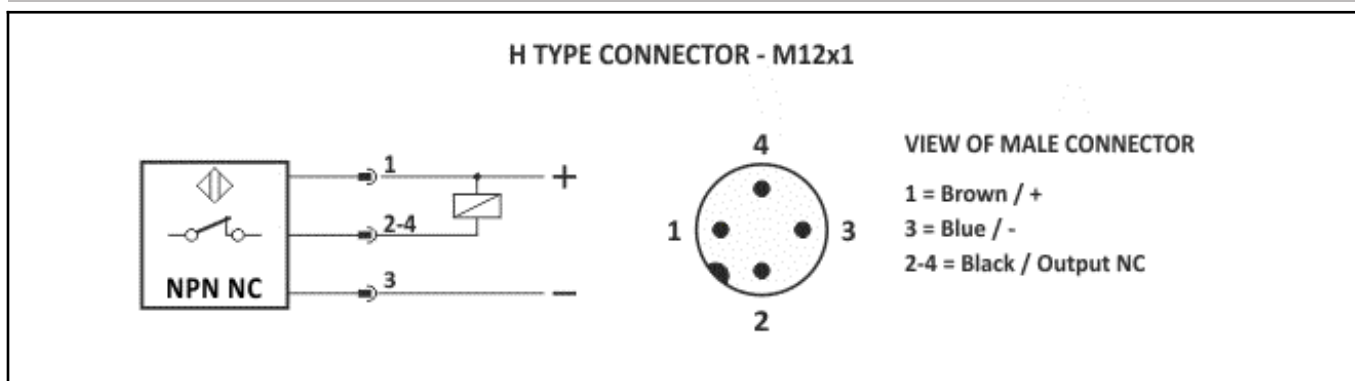 H TYPE CONNECTOR - M12x1
1
+
2-4
3
−
NPN NC
4
1
3
2
VIEW OF MALE CONNECTOR
1 = Brown / +
3 = Blue / -
2-4 = Black / Output NC